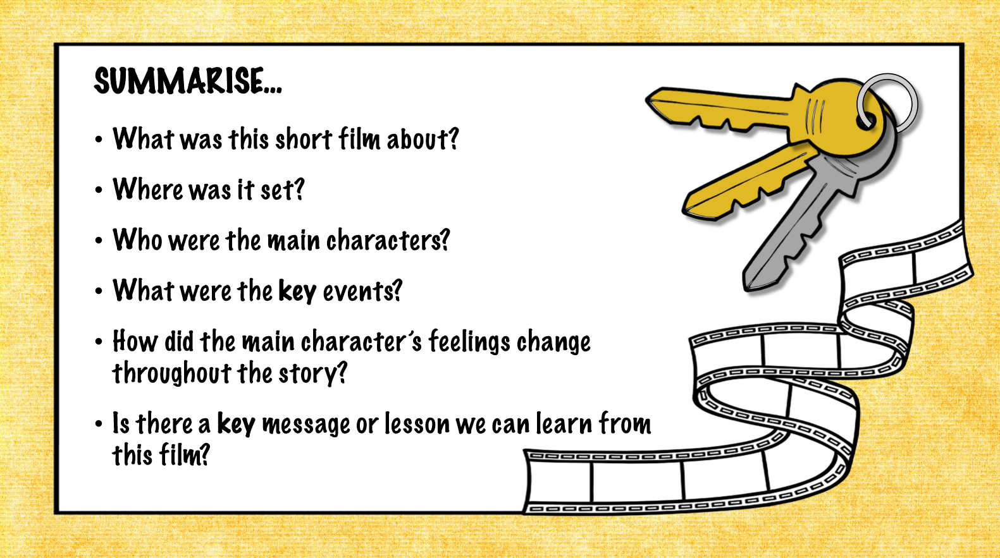 SUMMARISE...
• What was this short film about?
• Where was it set?
• Who were the main characters?
• What were the key events?
• How did the main character's feelings change
throughout the story?
• Is there a key message or lesson we can learn from
this film?